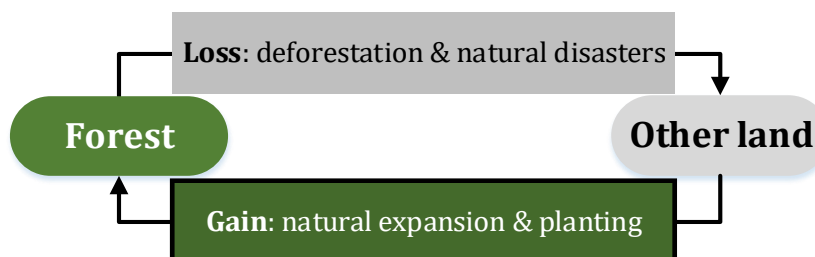 Loss: deforestation & natural disasters
Forest
Other land
Gain: natural expansion & planting